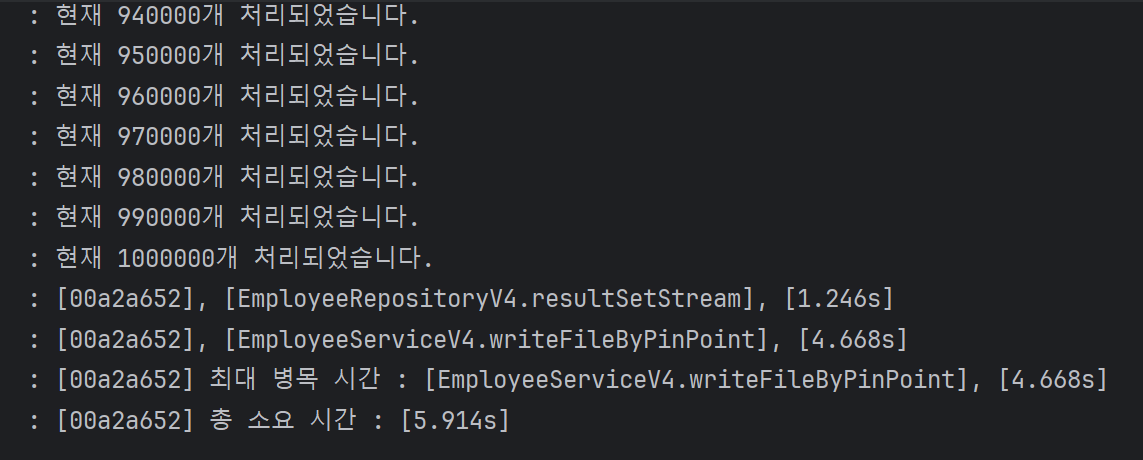 : 현재 940000개 처리되었습니다.
: 현재 950000개 처리되었습니다.
: 현재 960000개 처리되었습니다.
: 현재 970000개 처리되었습니다.
: 현재 980000개 처리되었습니다.
: 현재 990000개 처리되었습니다.
: 현재 1000000개 처리되었습니다.
: [00a2a652], [EmployeeRepositoryV4.resultSetStream], [1.246s]
: [00a2a652], [EmployeeServiceV4.writeFileByPinPoint], [4.668s]
: [00a2a652] 최대 병목 시간 : [EmployeeServiceV4.writeFileByPinPoint], [4.668s]
: [00a2a652] 총 소요 시간 : [5.914s]